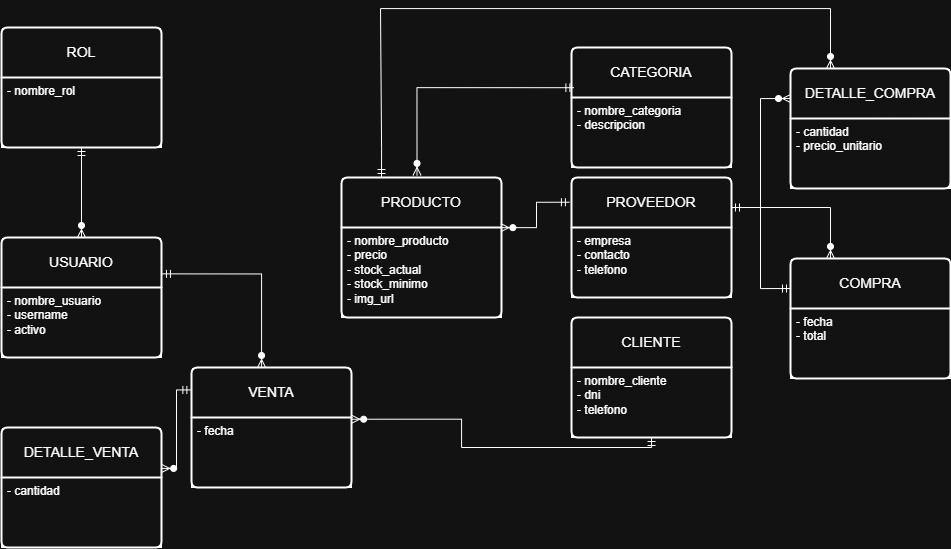 ROL
- nombre_rol
USUARIO
- nombre_usuario
- username
- activo
DETALLE_VENTA
- cantidad
VENTA
- fecha
PRODUCTO
- nombre_producto
- precio
- stock_actual
- stock_minimo
- img_url
CATEGORIA
- nombre_categoria
- descripcion
PROVEEDOR
- empresa
- contacto
- telefono
CLIENTE
- nombre_cliente
- dni
- telefono
DETALLE_COMPRA
- cantidad
- precio_unitario
COMPRA
- fecha
- total